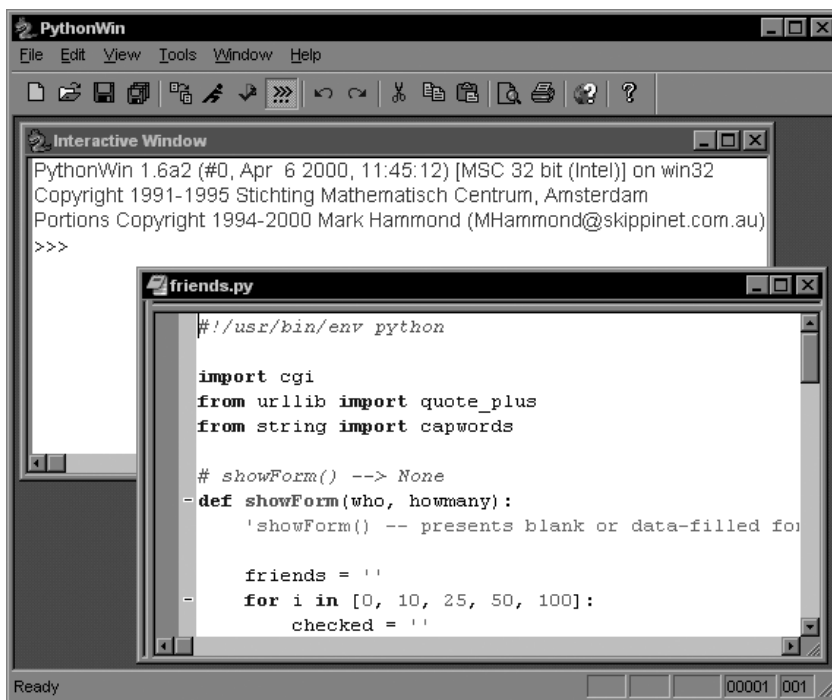 PythonWin
File Edit View Tools Window Help
Interactive Window
PythonWin 1.6a2 (#0, Apr  6 2000, 11:45:12) [MSC 32 bit (Intel)] on win32
Copyright 1991-1995 Stichting Mathematisch Centrum, Amsterdam
Portions Copyright 1994-2000 Mark Hammond (MHammond@skippinet.com.au)
>>>
friends.py
#!/usr/bin/env python
import cgi
from urllib import quote_plus
from string import capwords
# showForm() --> None
def showForm(who, howmany):
    'showForm() -- presents blank or data-filled for
    friends = ''
    for i in [0, 10, 25, 50, 100]:
        checked = ''
Ready 00001 001